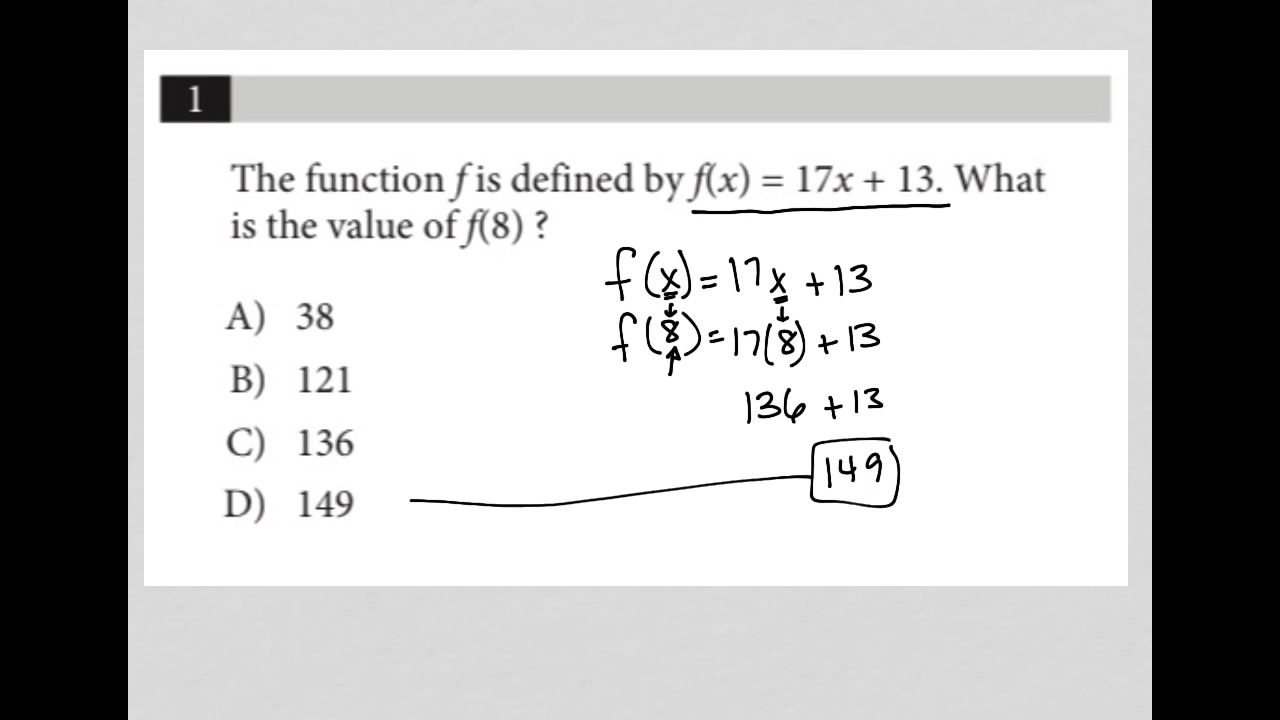 1
The function f is defined by f(x) = 17x + 13. What
is the value of f(8) ?
f(x) = 17x + 13
A) 38
f(8) = 17(8) + 13
B) 121
136 + 13
C) 136
149
D) 149